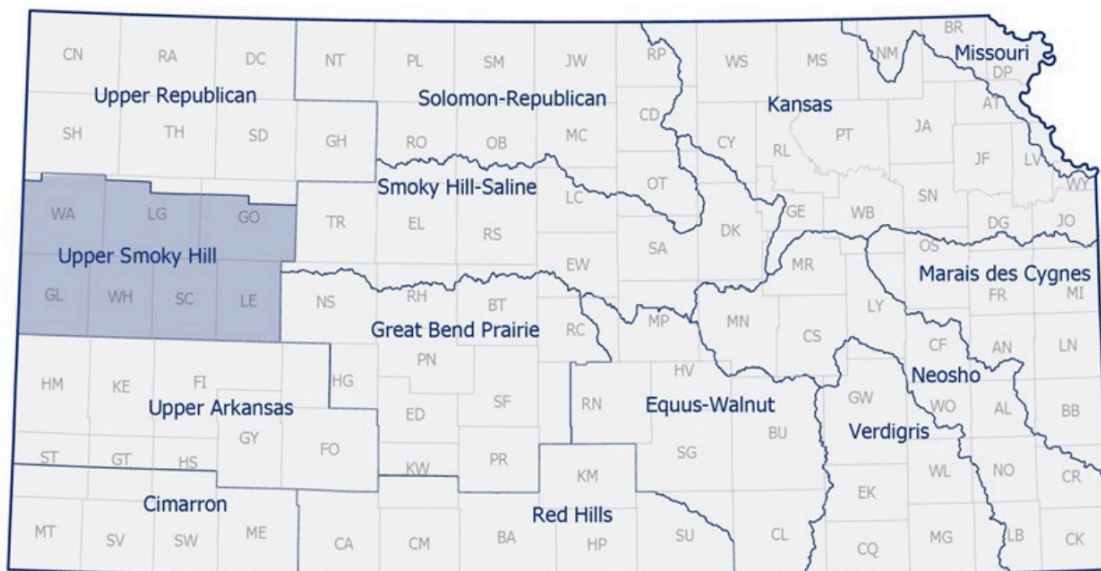 CN RA DC NT PL SM JW RP WS MS NM BR
Missouri
DP
Upper Republican
Solomon-Republican
Kansas
AT
SH TH SD GH RO OB MC CD CY RL PT JA JF LV
WY
Smoky Hill-Saline
WA LG GO TR EL RS LC OT DK GE WB SN DG JO
Upper Smoky Hill
SA EW MR OS
Marais des Cygnes
GL WH SC LE NS RH BT RC MP MN CS LY FR MI
Great Bend Prairie
HM KE FI HG PN HV CF AN LN
Neosho
Upper Arkansas
ED SF RN
Equus-Walnut
GW WO AL BB
Verdigris
GY FO BU
ST GT HS KW PR SG KM WL NO CR
Cimarron
Red Hills
EK
MT SV SW ME CA CM BA HP SU CL CQ MG LB CK